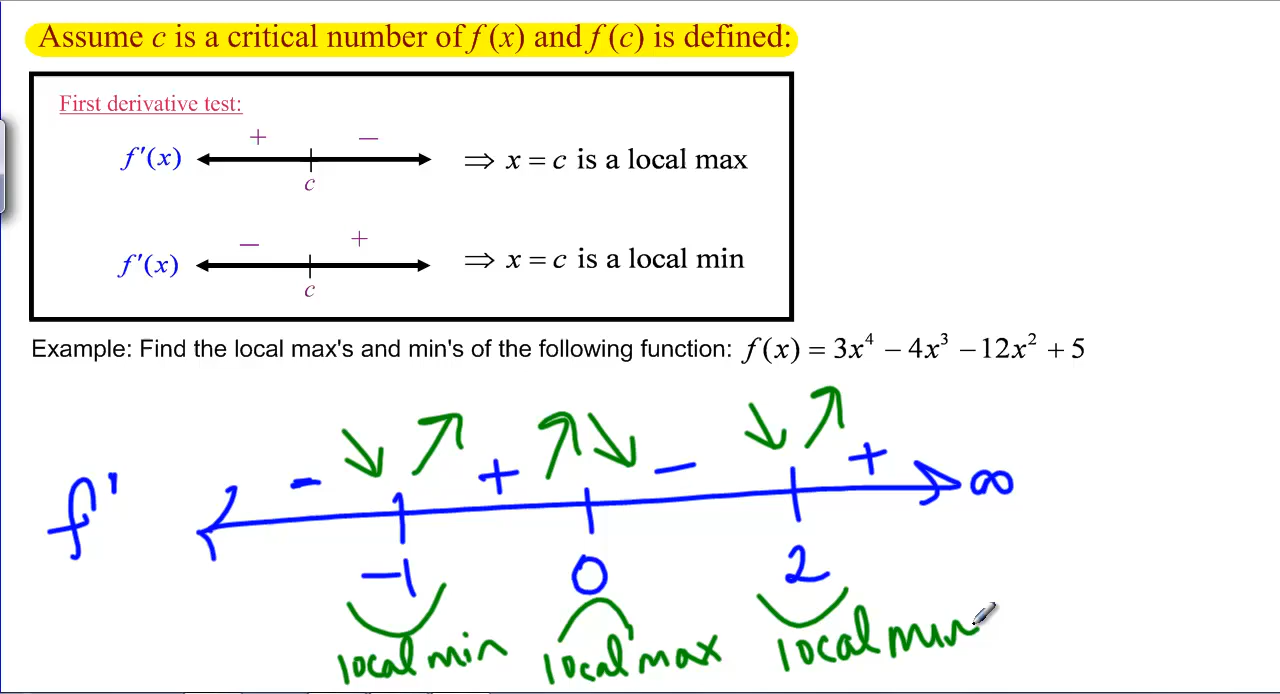 Assume c is a critical number of f (x) and f (c) is defined:
First derivative test:
+ −
f′(x) ⇒ x = c is a local max
c
− +
f′(x) ⇒ x = c is a local min
c
Example: Find the local max's and min's of the following function: f(x) = 3x⁴ − 4x³ − 12x² + 5
f' - + - + ∞
-1 0 2
local min local max local min